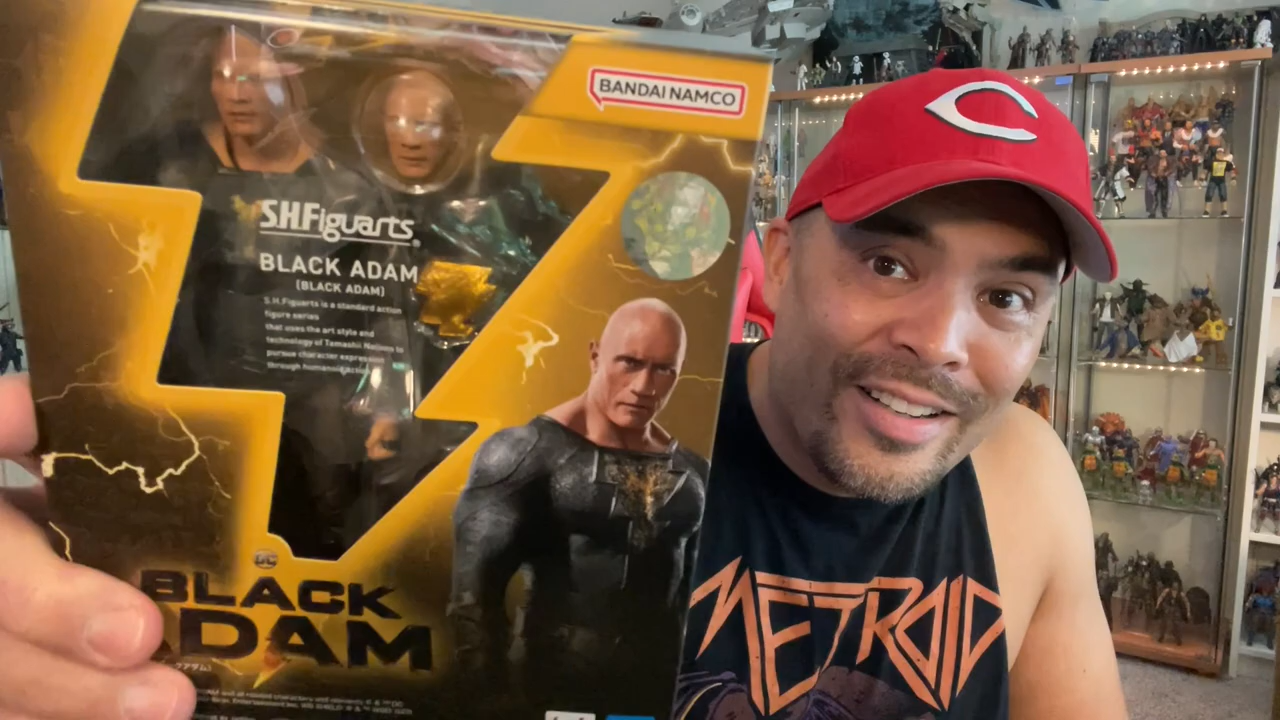 BANDAI NAMCO
S.H.Figuarts
BLACK ADAM
(BLACK ADAM)
S.H.Figuarts is a standard action
figure series
that uses the art style and
technology of Tamashii Nations to
pursue character expression
through humanoid action
DC
BLACK
ADAM
C
METROID